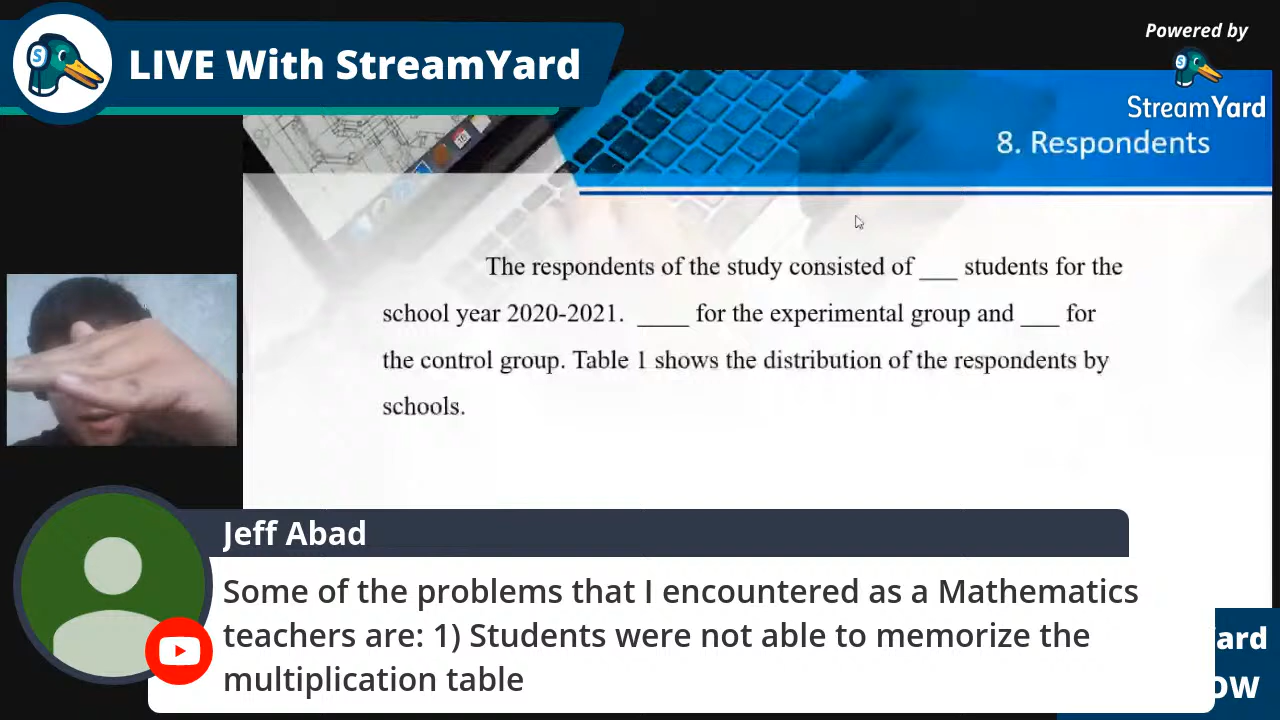 LIVE With StreamYard
Powered by
StreamYard
8. Respondents
The respondents of the study consisted of ___ students for the
school year 2020-2021. ____ for the experimental group and ___ for
the control group. Table 1 shows the distribution of the respondents by
schools.
Jeff Abad
Some of the problems that I encountered as a Mathematics
teachers are: 1) Students were not able to memorize the
multiplication table